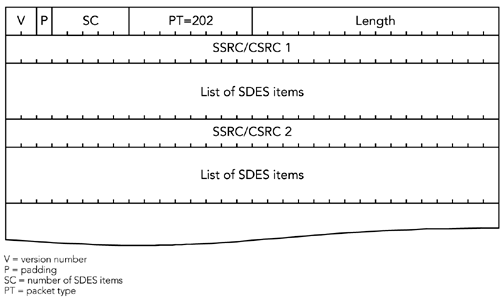 V P SC PT=202 Length
SSRC/CSRC 1
List of SDES items
SSRC/CSRC 2
List of SDES items
V = version number
P = padding
SC = number of SDES items
PT = packet type